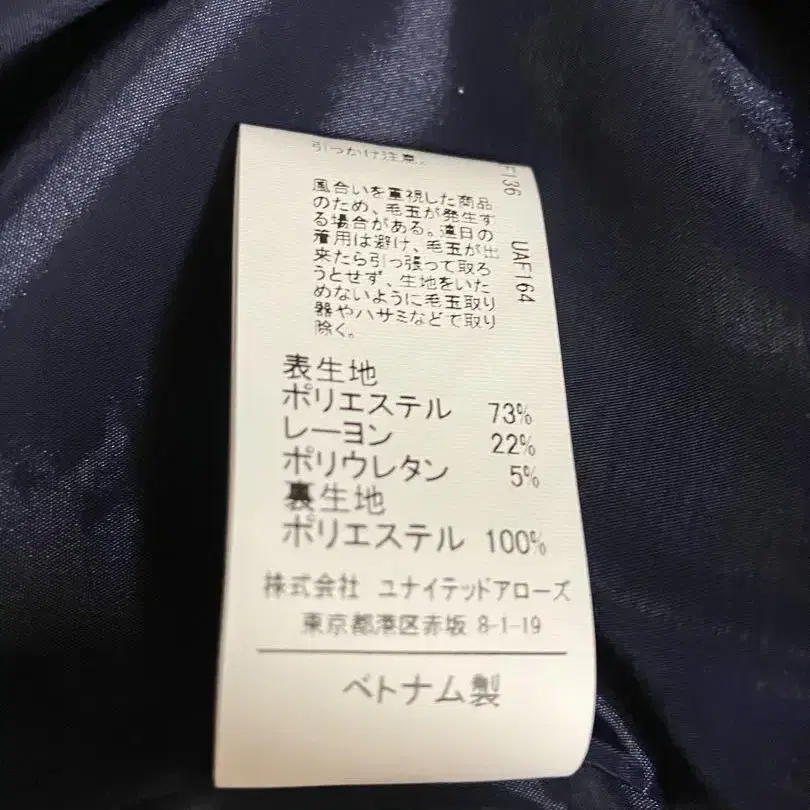 引っかけ注意。
風合いを重視した商品
のため、毛玉が発生す
る場合がある。連日の
着用は避け、毛玉が出
来たら引っ張って取ろ
うとせず、生地をいた
めないように毛玉取り
器やハサミなどで取り
除く。
F136 UAF164
表生地
ポリエステル 73%
レーヨン 22%
ポリウレタン 5%
裏生地
ポリエステル 100%
株式会社 ユナイテッドアローズ
東京都港区赤坂 8-1-19
ベトナム製